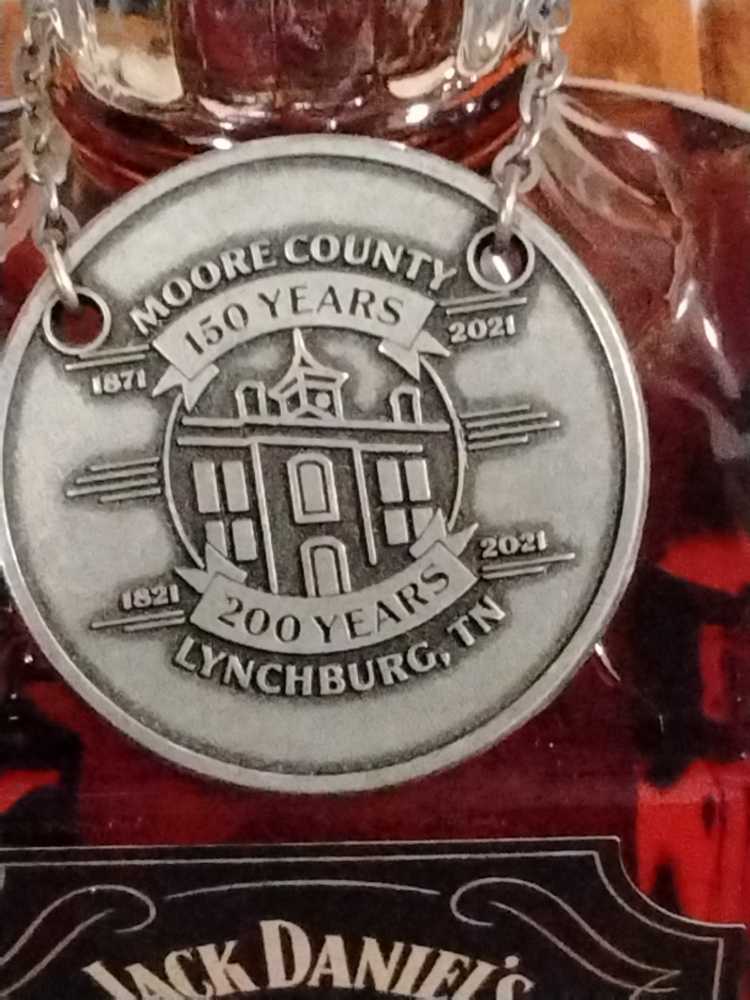 MOORE COUNTY
150 YEARS
1871
2021
1821
2021
200 YEARS
LYNCHBURG, TN
JACK DANIEL'S